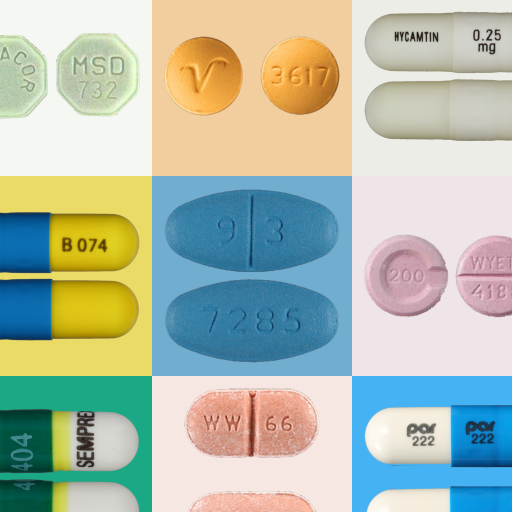 ACOR
MSD
732
V
3617
HYCAMTIN
0.25
mg
B 074
9 3
7285
200
WYET
418
4404
SEMPRE
WW 66
par
222
par
222